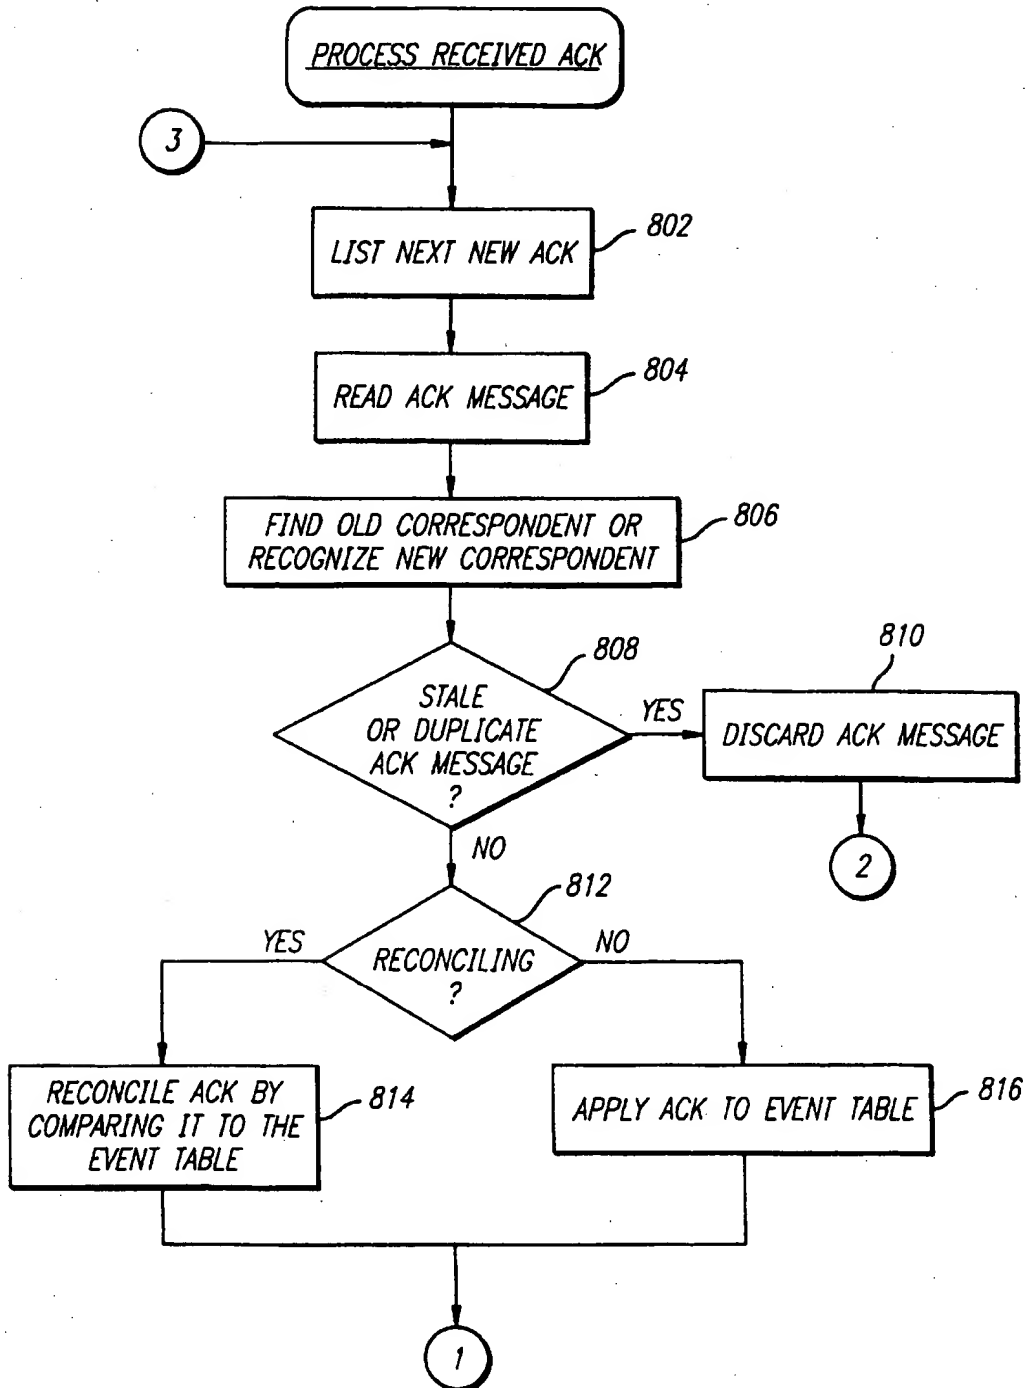 PROCESS RECEIVED ACK
3
LIST NEXT NEW ACK
802
READ ACK MESSAGE
804
FIND OLD CORRESPONDENT OR
RECOGNIZE NEW CORRESPONDENT
806
STALE
OR DUPLICATE
ACK MESSAGE
?
808
YES
DISCARD ACK MESSAGE
810
2
NO
RECONCILING
?
812
YES
NO
RECONCILE ACK BY
COMPARING IT TO THE
EVENT TABLE
814
APPLY ACK TO EVENT TABLE
816
1